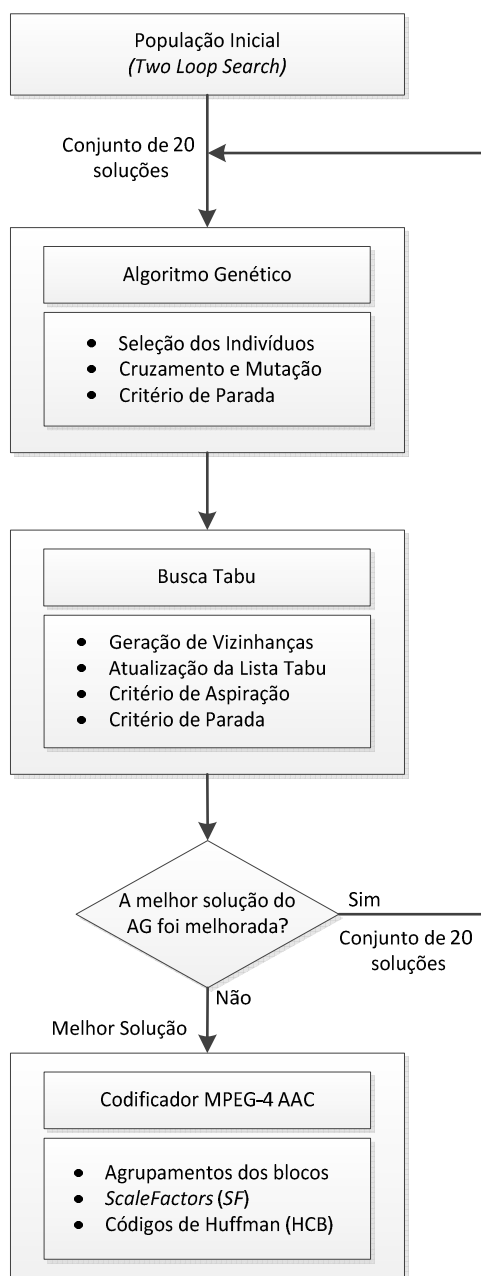 População Inicial
(Two Loop Search)
Conjunto de 20
soluções
Algoritmo Genético
• Seleção dos Indivíduos
• Cruzamento e Mutação
• Critério de Parada
Busca Tabu
• Geração de Vizinhanças
• Atualização da Lista Tabu
• Critério de Aspiração
• Critério de Parada
A melhor solução do
AG foi melhorada?
Sim
Conjunto de 20
soluções
Não
Melhor Solução
Codificador MPEG-4 AAC
• Agrupamentos dos blocos
• ScaleFactors (SF)
• Códigos de Huffman (HCB)